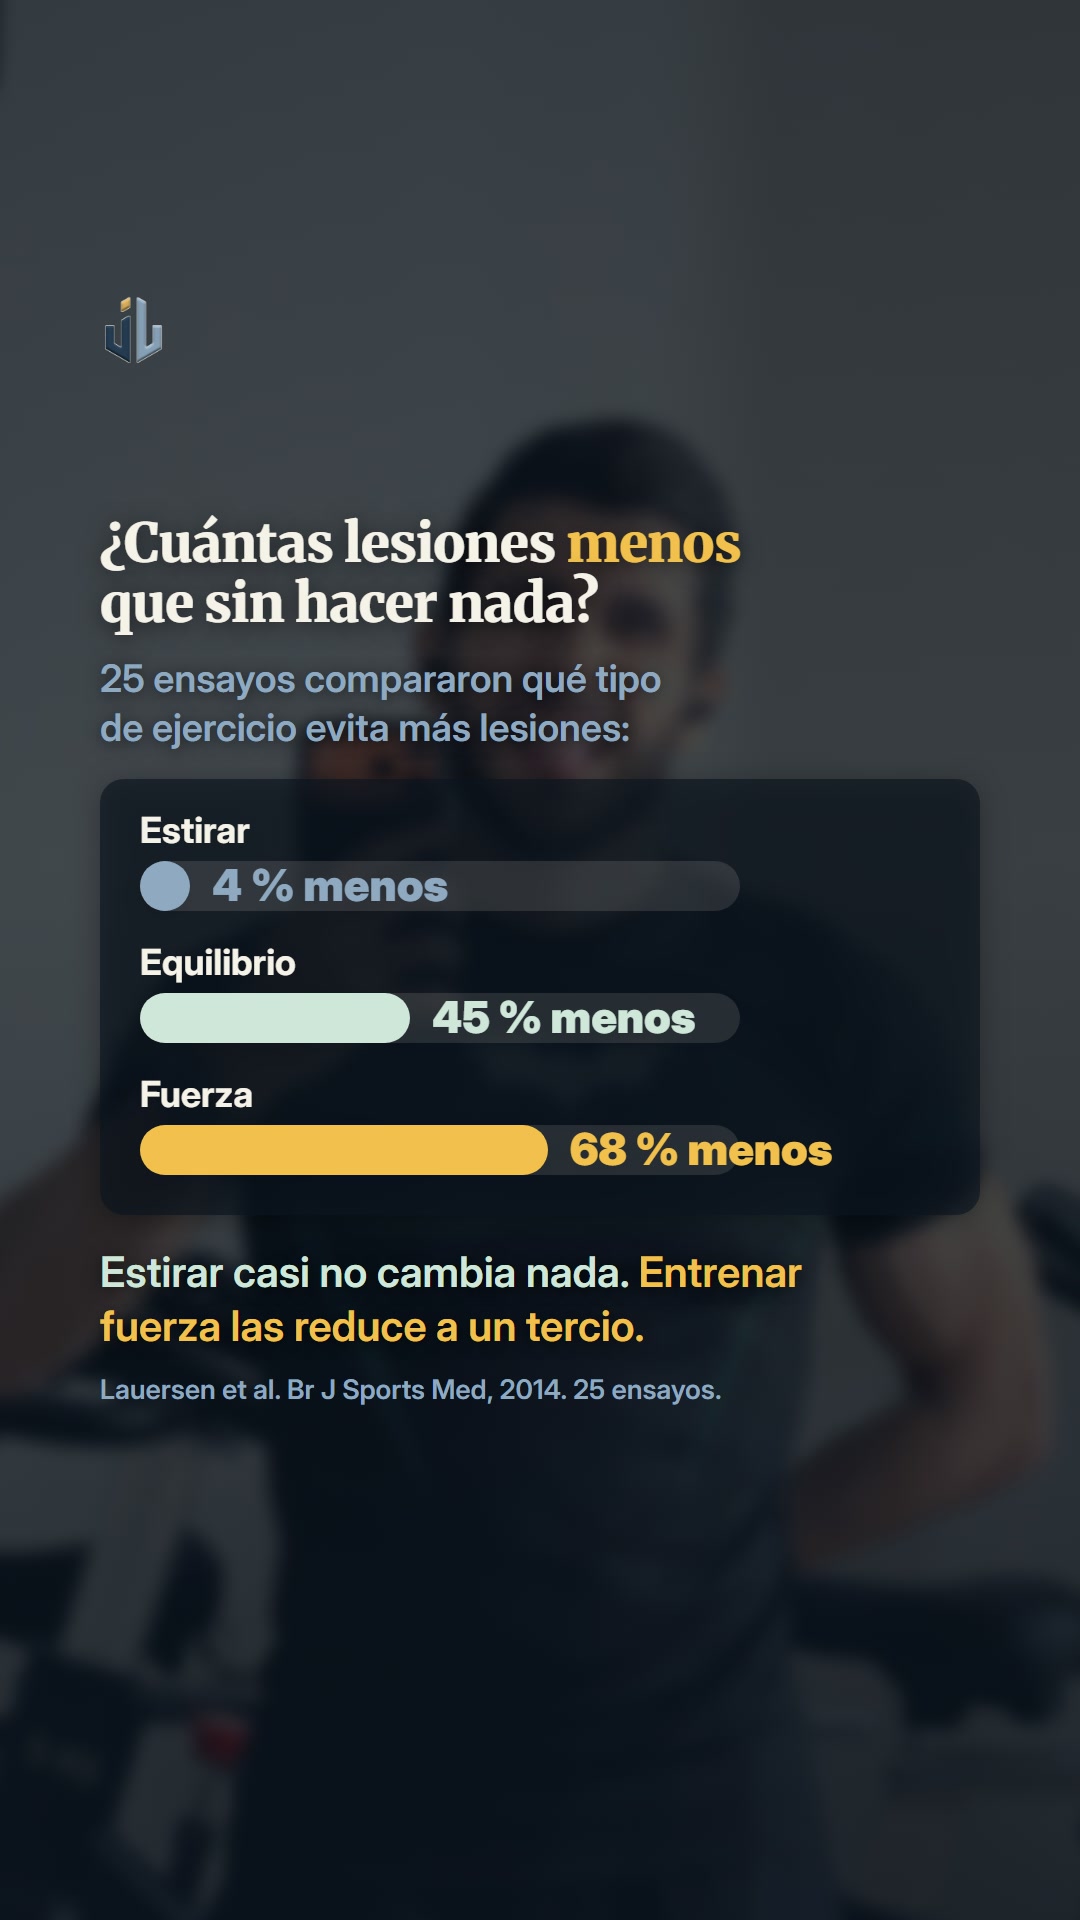 ¿Cuántas lesiones menos
que sin hacer nada?
25 ensayos compararon qué tipo
de ejercicio evita más lesiones:
Estirar
4 % menos
Equilibrio
45 % menos
Fuerza
68 % menos
Estirar casi no cambia nada. Entrenar
fuerza las reduce a un tercio.
Lauersen et al. Br J Sports Med, 2014. 25 ensayos.